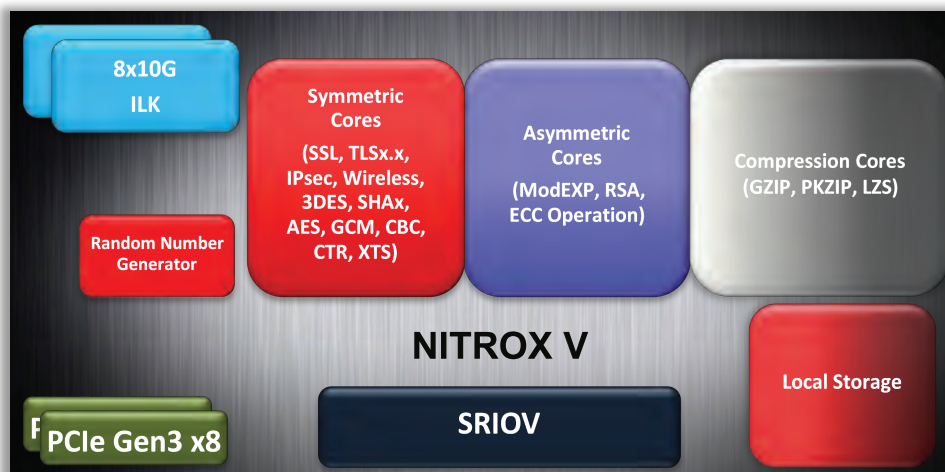 8x10G
ILK
Symmetric
Cores
(SSL, TLSx.x,
IPsec, Wireless,
3DES, SHAx,
AES, GCM, CBC,
CTR, XTS)
Asymmetric
Cores
(ModEXP, RSA,
ECC Operation)
Compression Cores
(GZIP, PKZIP, LZS)
Random Number
Generator
NITROX V
Local Storage
SRIOV
PCIe Gen3 x8